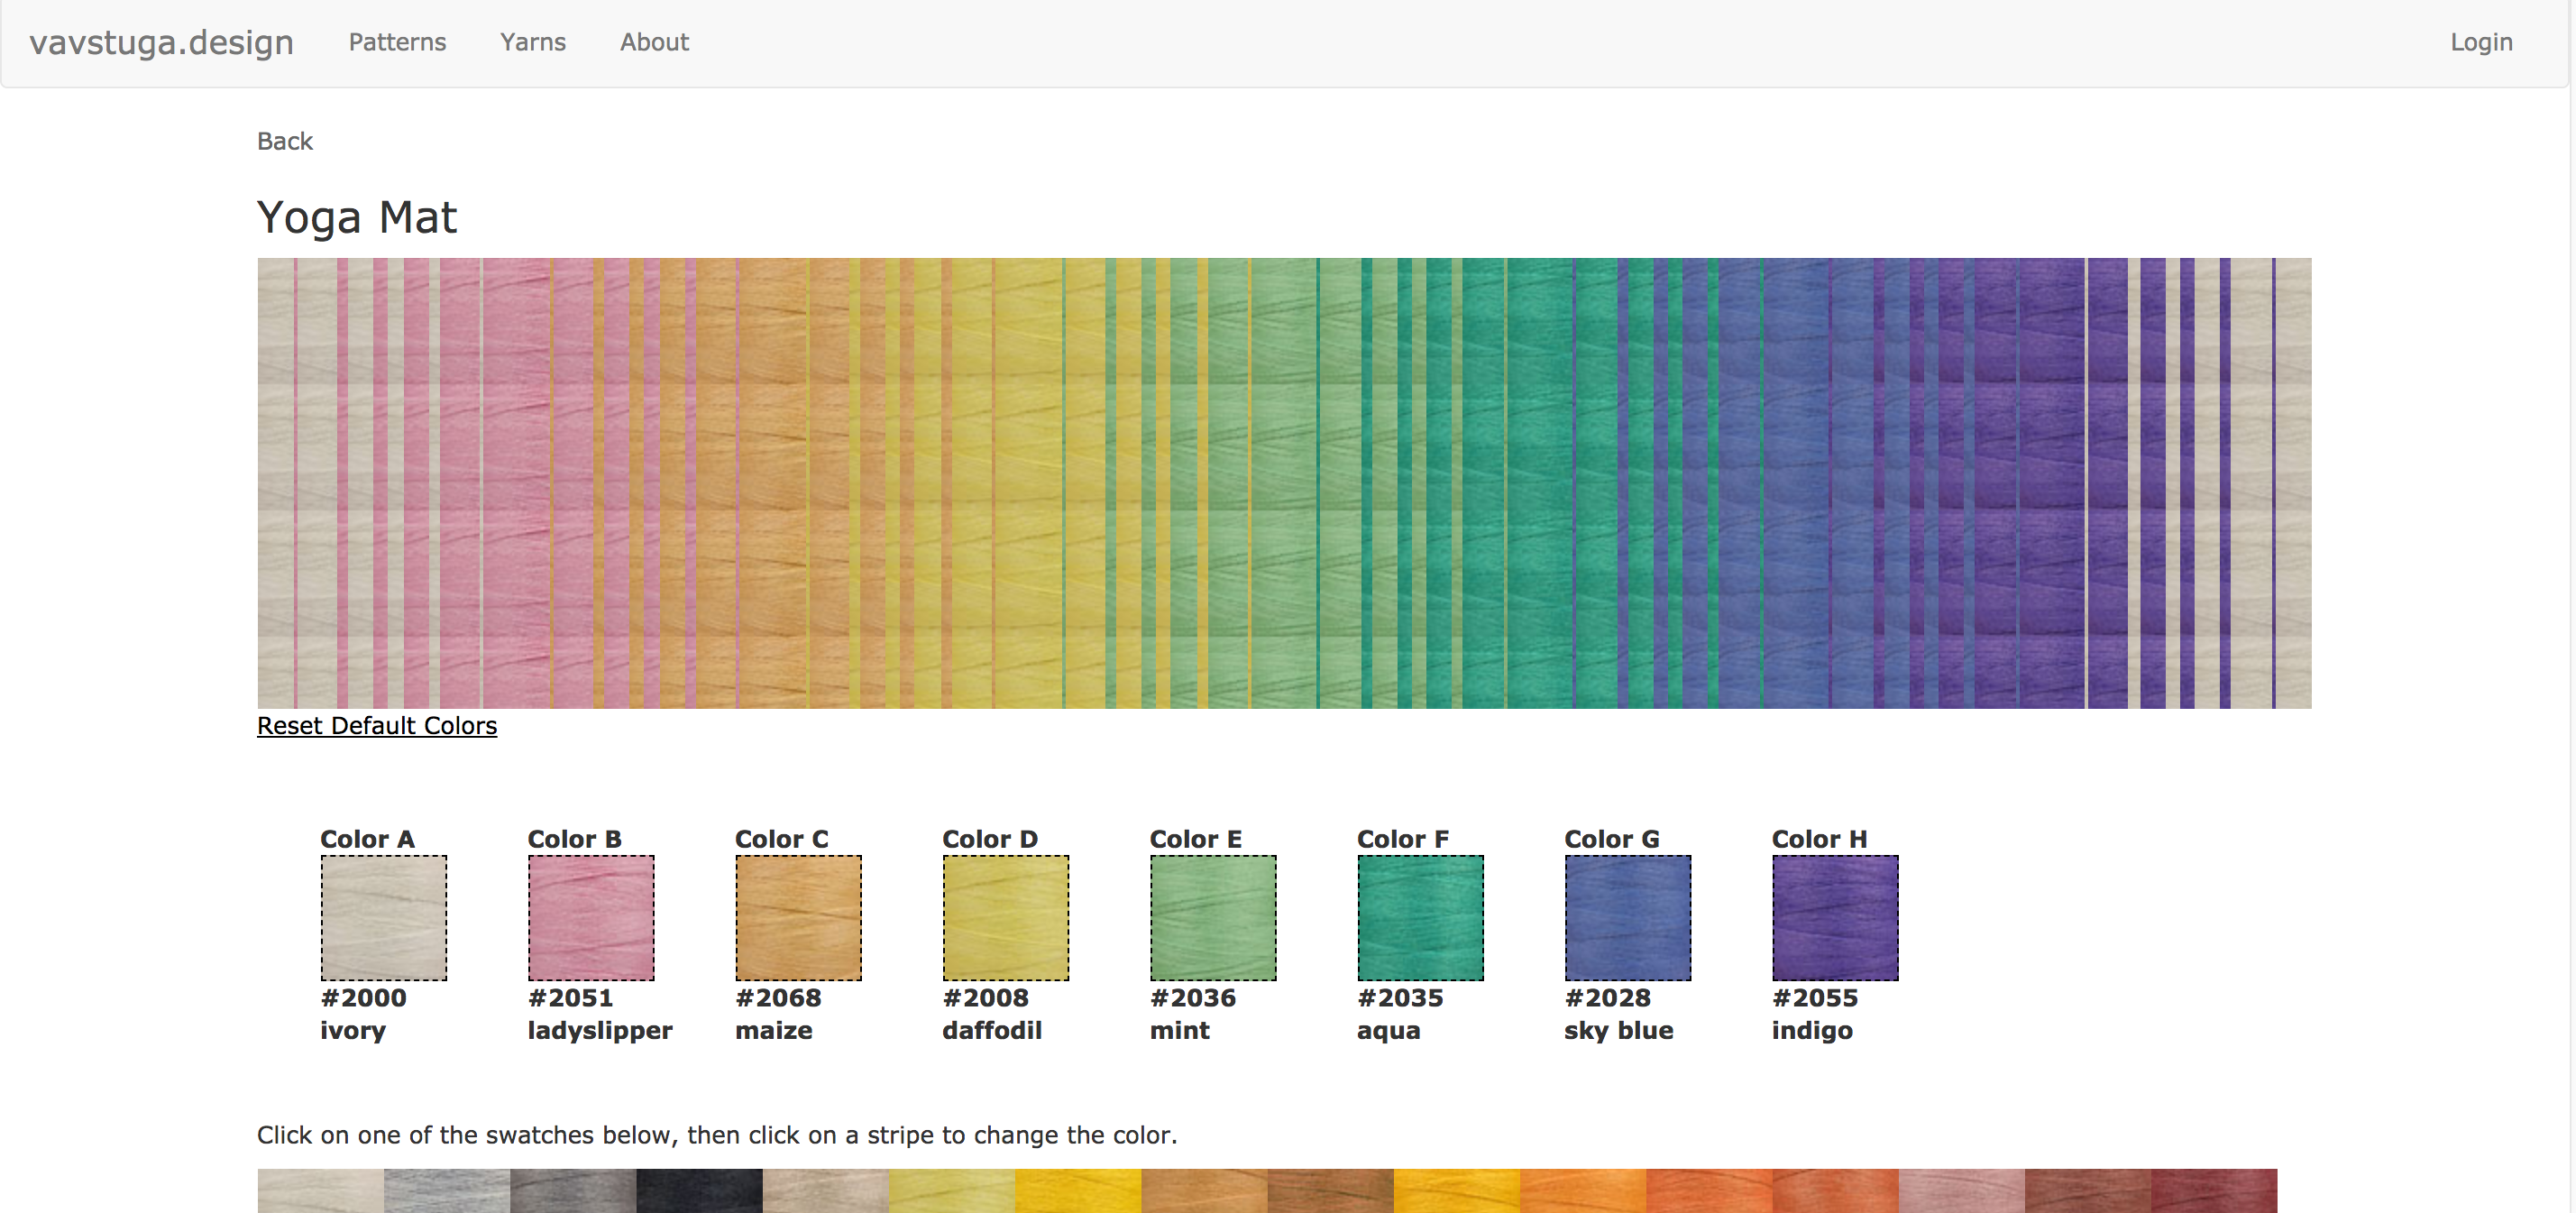 vavstuga.design Patterns Yarns About Login
Back
Yoga Mat
Reset Default Colors
Color A Color B Color C Color D Color E Color F Color G Color H
#2000 #2051 #2068 #2008 #2036 #2035 #2028 #2055
ivory ladyslipper maize daffodil mint aqua sky blue indigo
Click on one of the swatches below, then click on a stripe to change the color.